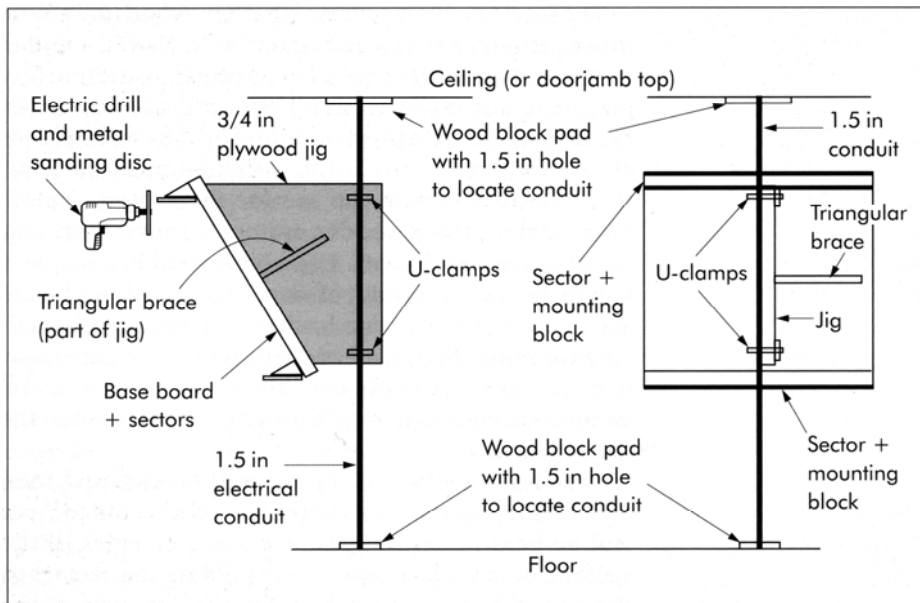 Ceiling (or doorjamb top)
Electric drill
and metal
sanding disc
3/4 in
plywood jig
Wood block pad
with 1.5 in hole
to locate conduit
1.5 in
conduit
Triangular
brace
U-clamps
U-clamps
Sector +
mounting
block
Jig
Triangular brace
(part of jig)
Base board
+ sectors
1.5 in
electrical
conduit
Wood block pad
with 1.5 in hole
to locate conduit
Sector +
mounting
block
Floor